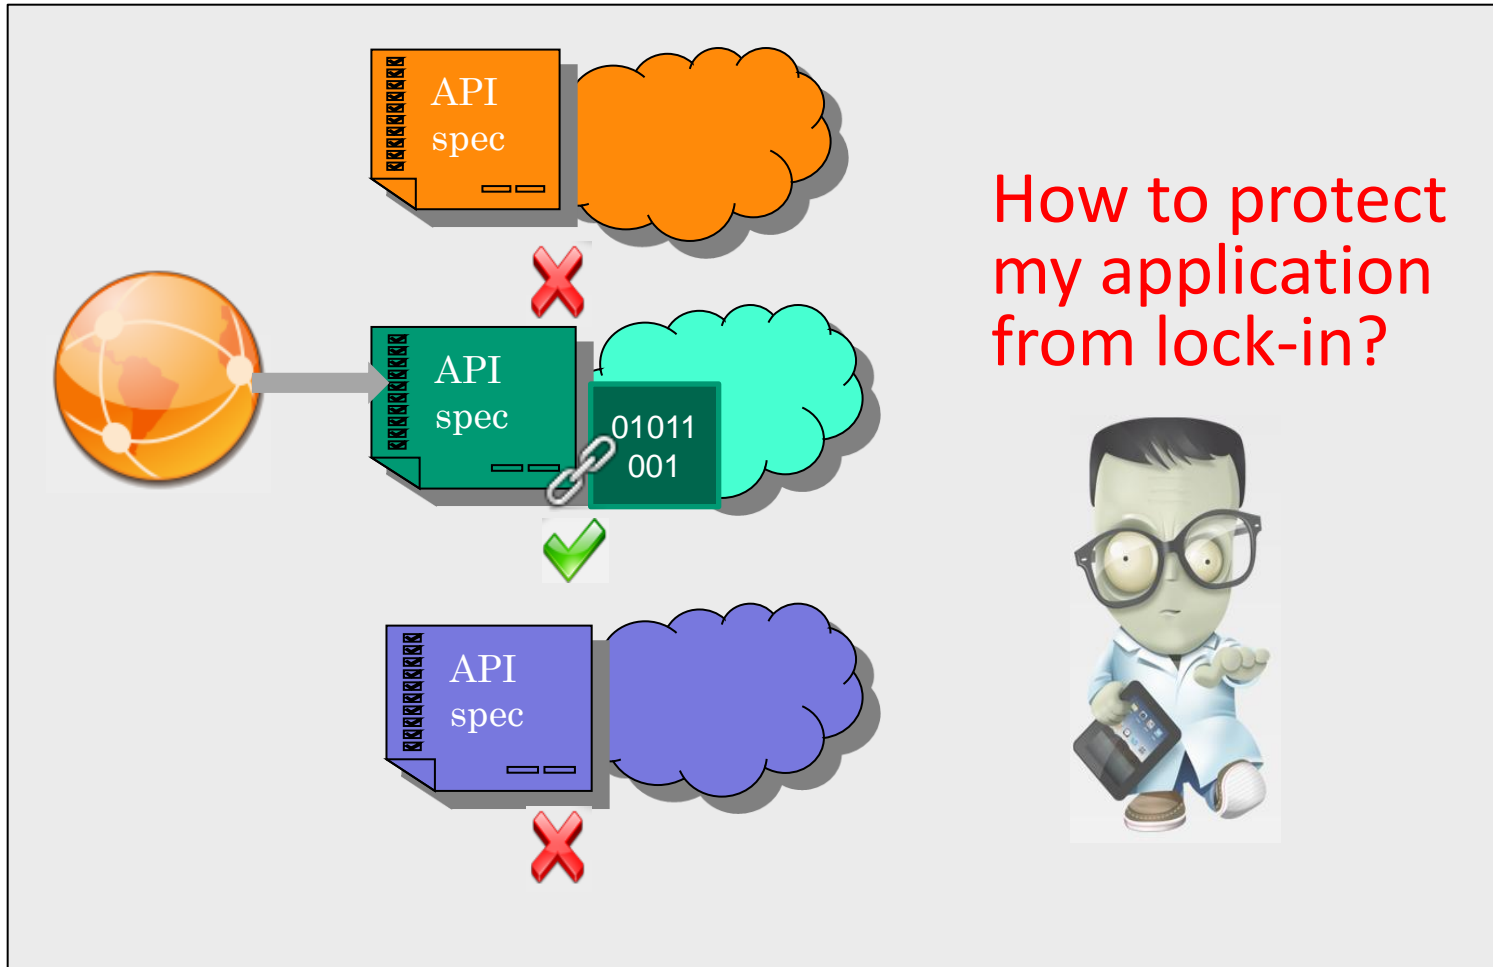 API
spec
How to protect
my application
from lock-in?
API
spec
01011
001
API
spec